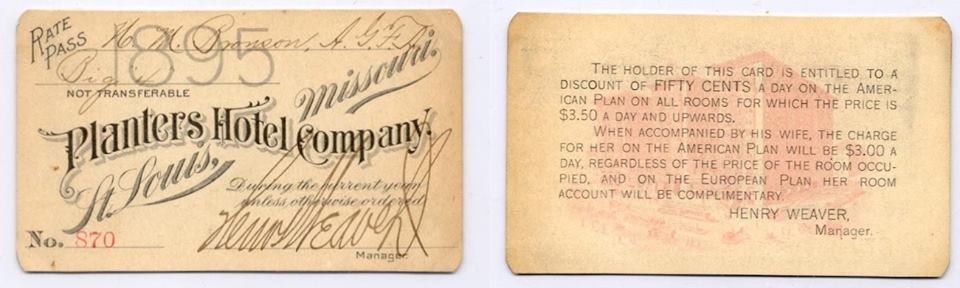 RATE PASS
1895
H. M. Bronson, A.G.P.A.
Big 4
NOT TRANSFERABLE
Missouri.
Planters Hotel Company.
St. Louis,
During the current year
unless otherwise ordered
Henry Weaver
No. 870
Manager.
THE HOLDER OF THIS CARD IS ENTITLED TO A
DISCOUNT OF FIFTY CENTS A DAY ON THE AMER-
ICAN PLAN ON ALL ROOMS FOR WHICH THE PRICE IS
$3.50 A DAY AND UPWARDS.
WHEN ACCOMPANIED BY HIS WIFE, THE CHARGE
FOR HER ON THE AMERICAN PLAN WILL BE $3.00 A
DAY, REGARDLESS OF THE PRICE OF THE ROOM OCCU-
PIED, AND ON THE EUROPEAN PLAN HER ROOM
ACCOUNT WILL BE COMPLIMENTARY.
HENRY WEAVER,
Manager.